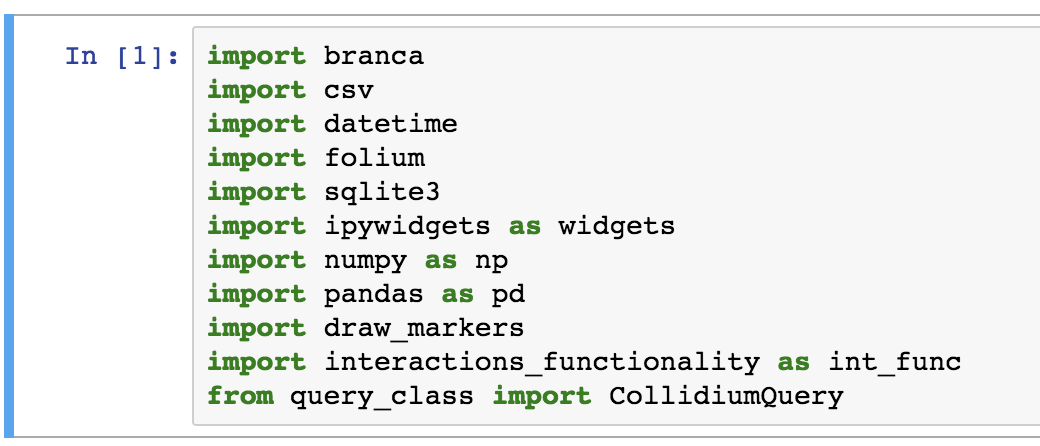 In [1]: import branca
import csv
import datetime
import folium
import sqlite3
import ipywidgets as widgets
import numpy as np
import pandas as pd
import draw_markers
import interactions_functionality as int_func
from query_class import CollidiumQuery